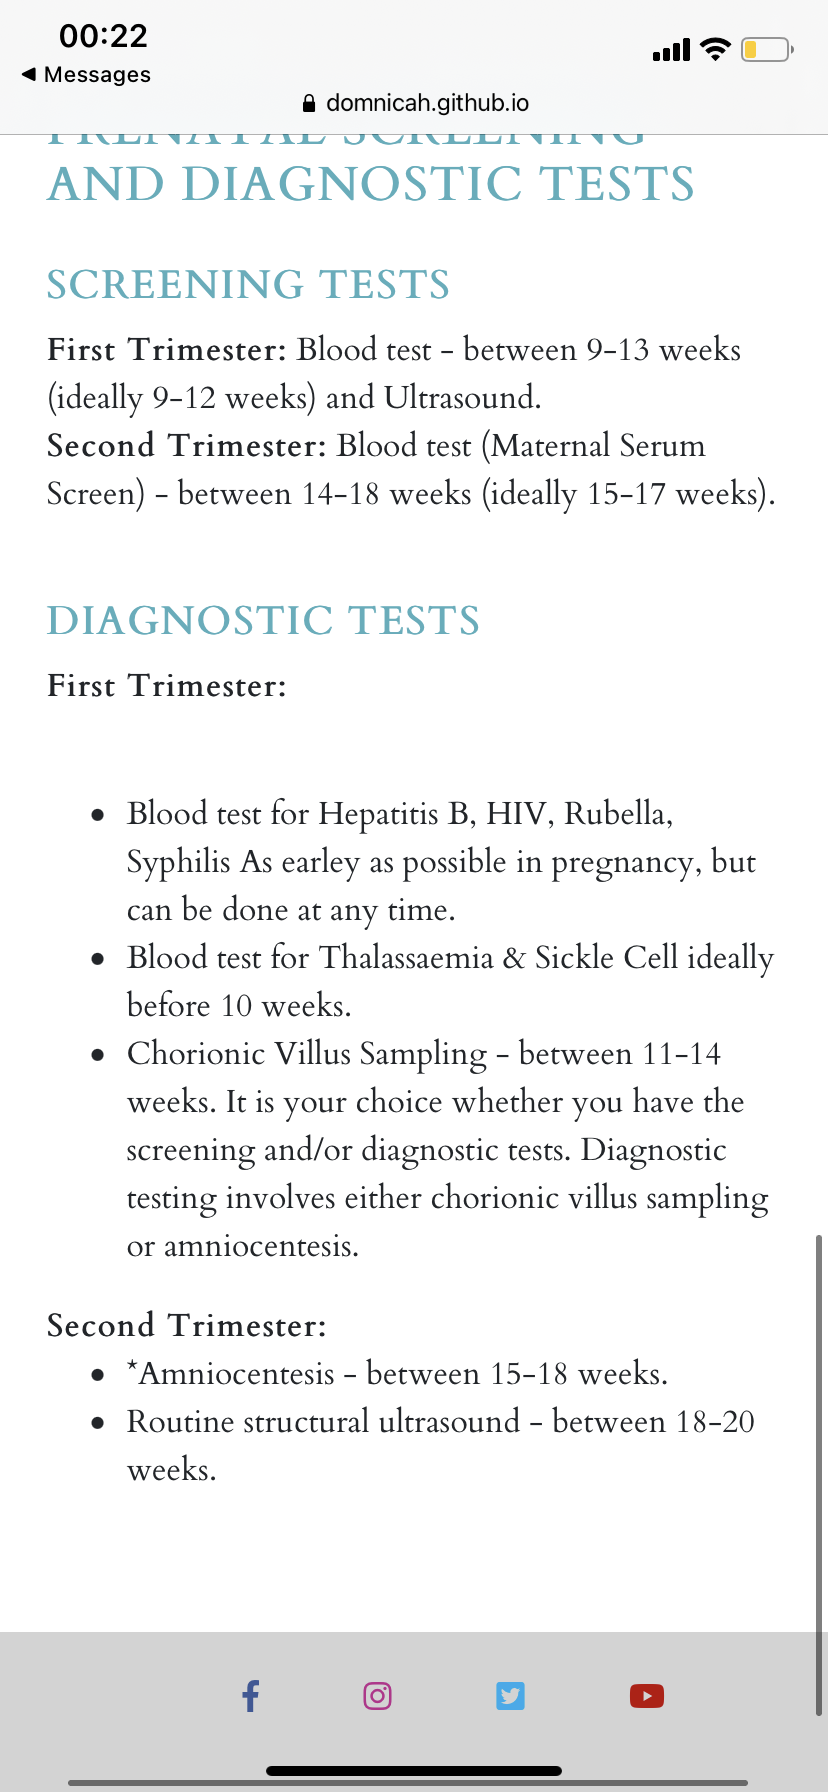 00:22
◀ Messages
domnicah.github.io
PRENATAL SCREENING
AND DIAGNOSTIC TESTS
SCREENING TESTS
First Trimester: Blood test - between 9-13 weeks
(ideally 9-12 weeks) and Ultrasound.
Second Trimester: Blood test (Maternal Serum
Screen) - between 14-18 weeks (ideally 15-17 weeks).
DIAGNOSTIC TESTS
First Trimester:
• Blood test for Hepatitis B, HIV, Rubella,
Syphilis As earley as possible in pregnancy, but
can be done at any time.
• Blood test for Thalassaemia & Sickle Cell ideally
before 10 weeks.
• Chorionic Villus Sampling - between 11-14
weeks. It is your choice whether you have the
screening and/or diagnostic tests. Diagnostic
testing involves either chorionic villus sampling
or amniocentesis.
Second Trimester:
• *Amniocentesis - between 15-18 weeks.
• Routine structural ultrasound - between 18-20
weeks.